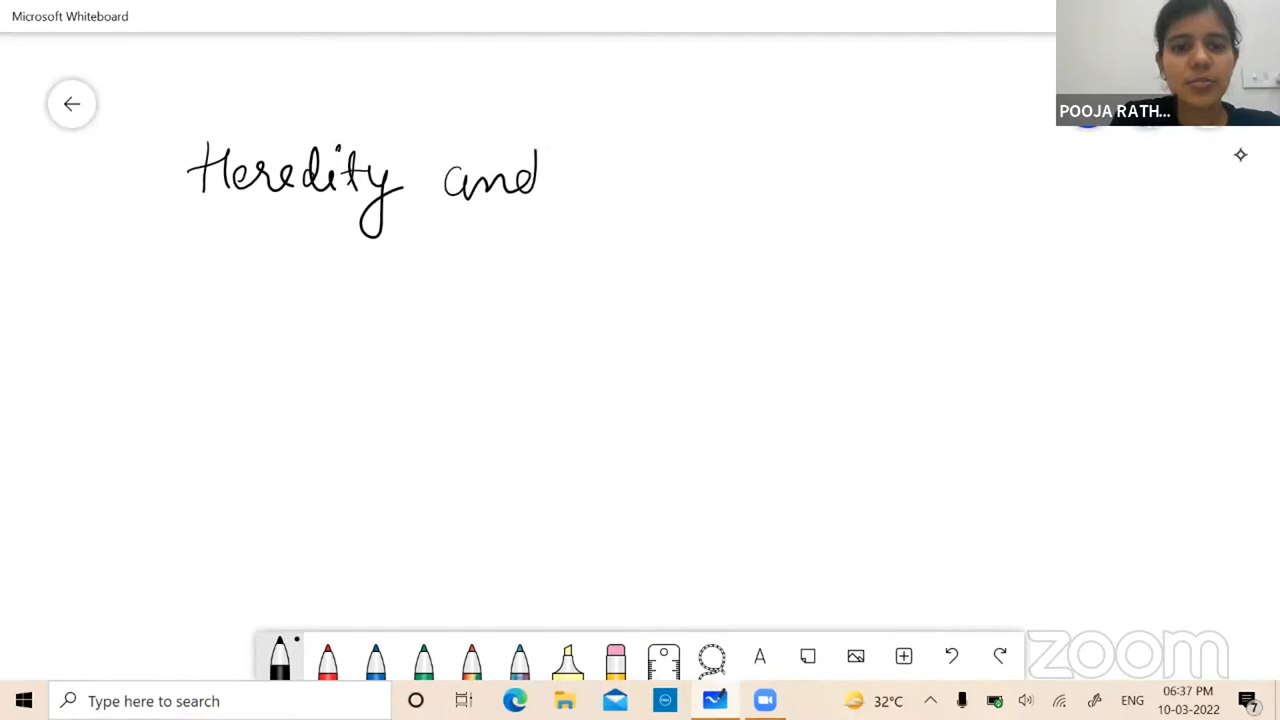 Microsoft Whiteboard
POOJA RATH...
Heredity and
A
zoom
Type here to search
32°C
ENG
06:37 PM
10-03-2022
7